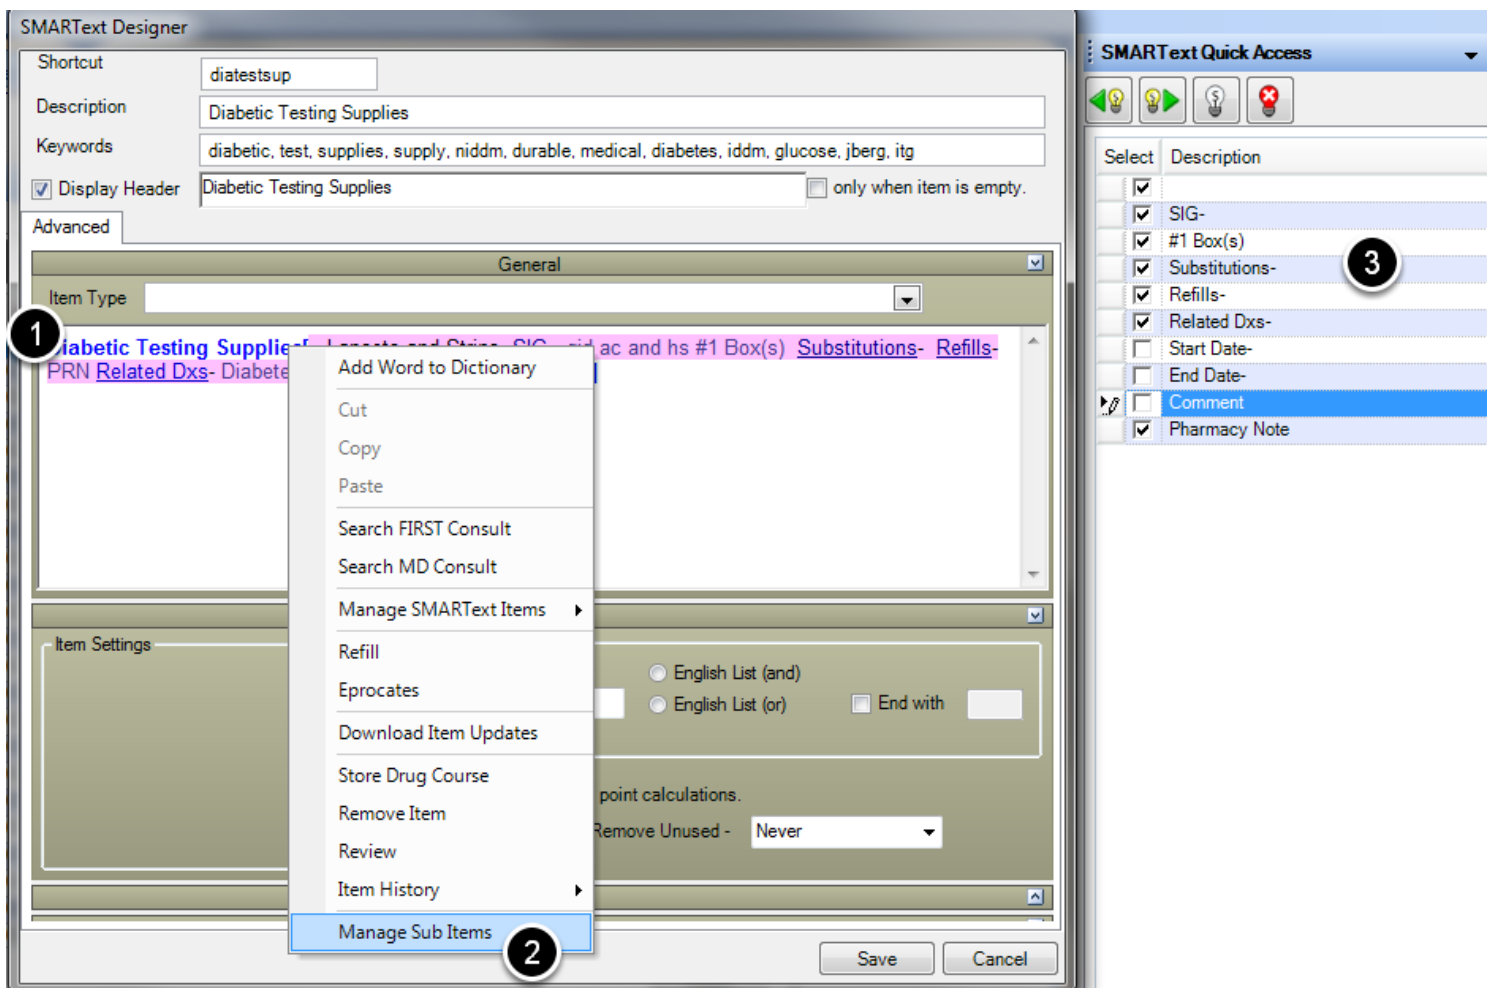 SMARText Designer
Shortcut
diatestsup
Description
Diabetic Testing Supplies
Keywords
diabetic, test, supplies, supply, niddm, durable, medical, diabetes, iddm, glucose, jberg, itg
Display Header
Diabetic Testing Supplies
only when item is empty.
Advanced
General
Item Type
1
Testing
ac and hs #1 Box(s) Substitutions- Refills-
PRN Related Dxs-
Add Word to Dictionary
Cut
Copy
Paste
Search FIRST Consult
Search MD Consult
Manage SMARText Items
Refill
Eprocates
Download Item Updates
Store Drug Course
Remove Item
Review
Item History
Manage Sub Items
2
Item Settings
English List (and)
English List (or)
End with
point calculations.
Remove Unused -
Never
Save
Cancel
SMARText Quick Access
Select
Description
SIG-
#1 Box(s)
3
Substitutions-
Refills-
Related Dxs-
Start Date-
End Date-
Comment
Pharmacy Note